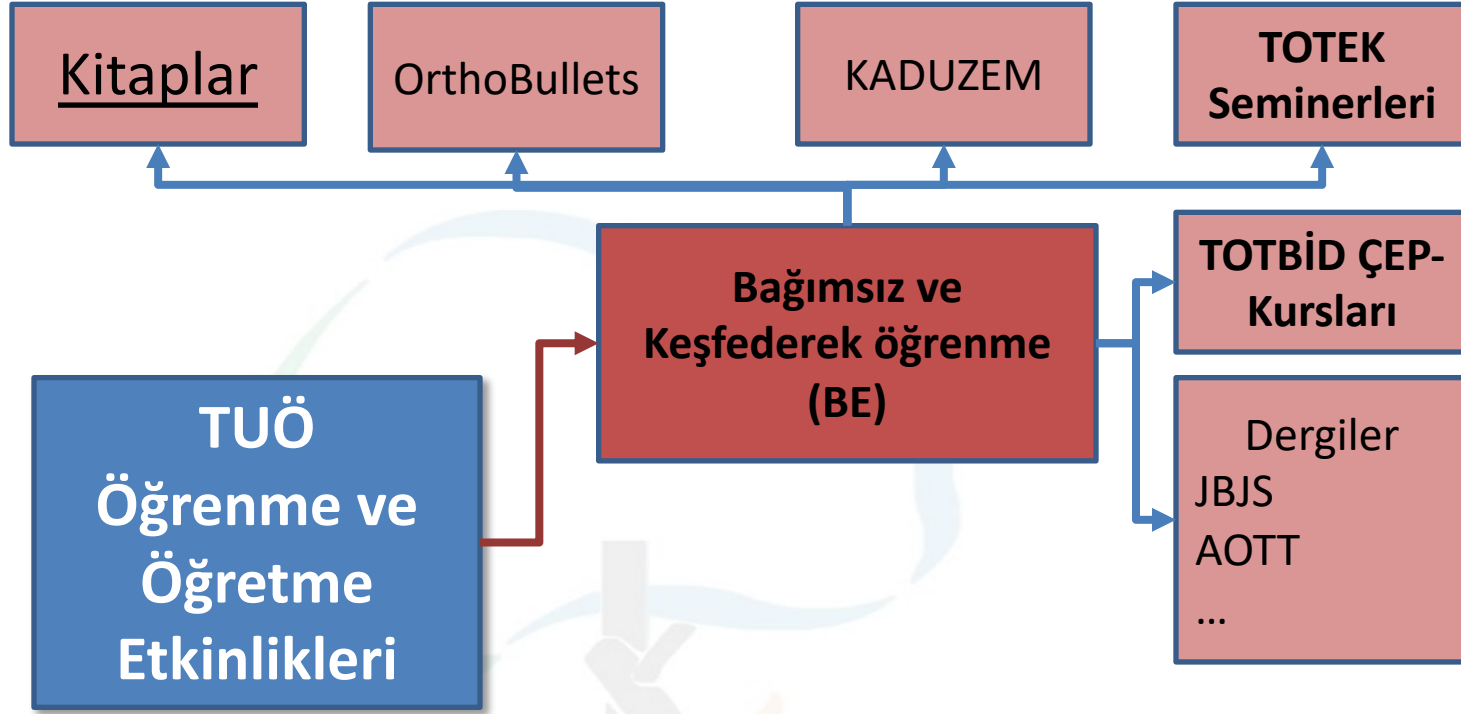 Kitaplar
OrthoBullets
KADUZEM
TOTEK
Seminerleri
Bağımsız ve
Keşfederek öğrenme
(BE)
TOTBİD ÇEP-
Kursları
TUÖ
Öğrenme ve
Öğretme
Etkinlikleri
Dergiler
JBJS
AOTT
...